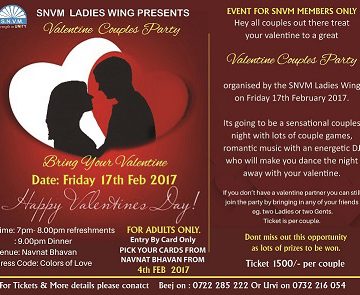 S.N.V.M.
SNVM LADIES WING PRESENTS
Valentine Couples Party
Bring Your Valentine
Date: Friday 17th Feb 2017
Happy Valentines Day!
Time: 7pm- 8.00pm refreshments
: 9.00pm Dinner
Venue: Navnat Bhavan
Dress Code: Colors of Love
FOR ADULTS ONLY.
Entry By Card Only
PICK YOUR CARDS FROM
NAVNAT BHAVAN FROM
4th FEB 2017
EVENT FOR SNVM MEMBERS ONLY
Hey all couples out there treat
your valentine to a great
Valentine Couples Party
organised by the SNVM Ladies Wing
on Friday 17th February 2017.
Its going to be a sensational couples
night with lots of couple games,
romantic music with an energetic DJ
who will make you dance the night
away with your valentine.
If you don't have a valentine partner you can still
join the party by bringing in any of your friends
eg. two Ladies or two Gents.
Ticket is per couple.
Dont miss out this opportunity
as lots of prizes to be won.
Ticket 1500/- per couple
For Tickets & More details please conatct Beej on : 0722 285 222 Or Urvi on 0732 216 054